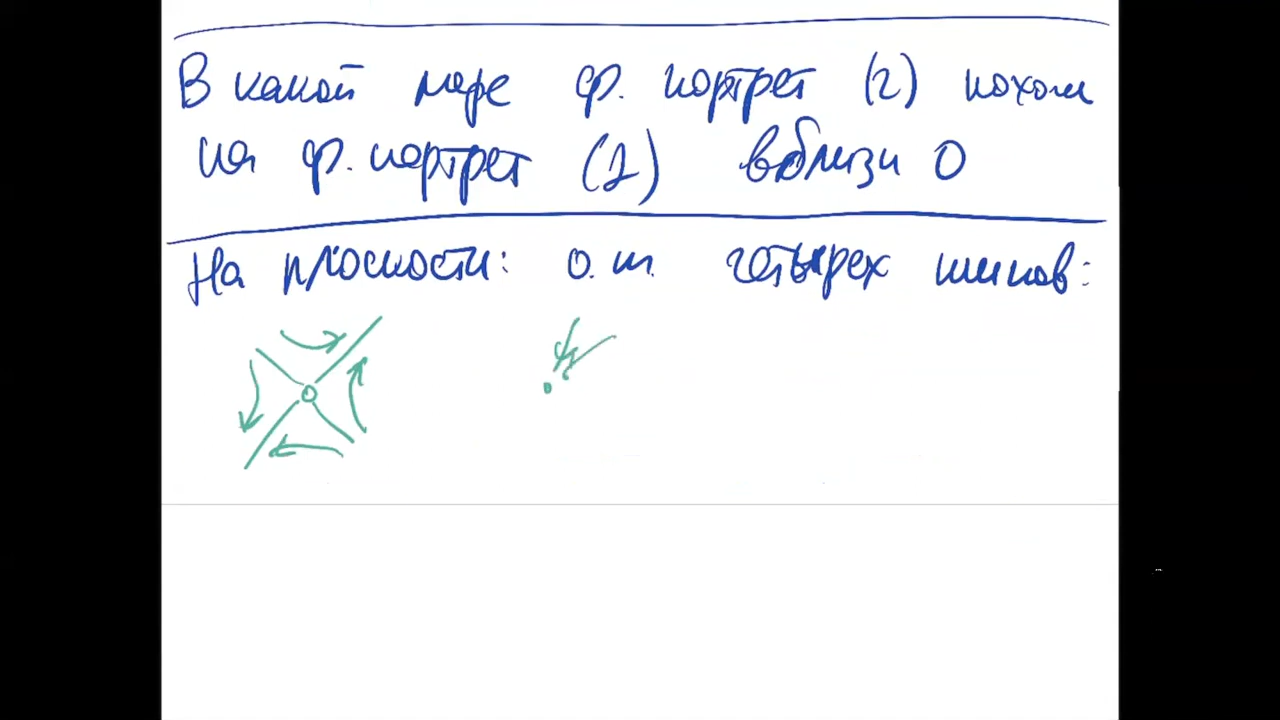 В какой мере ф. портрет (2) похож
на ф. портрет (1) вблизи 0
На плоскости: о.т. четырех типов: